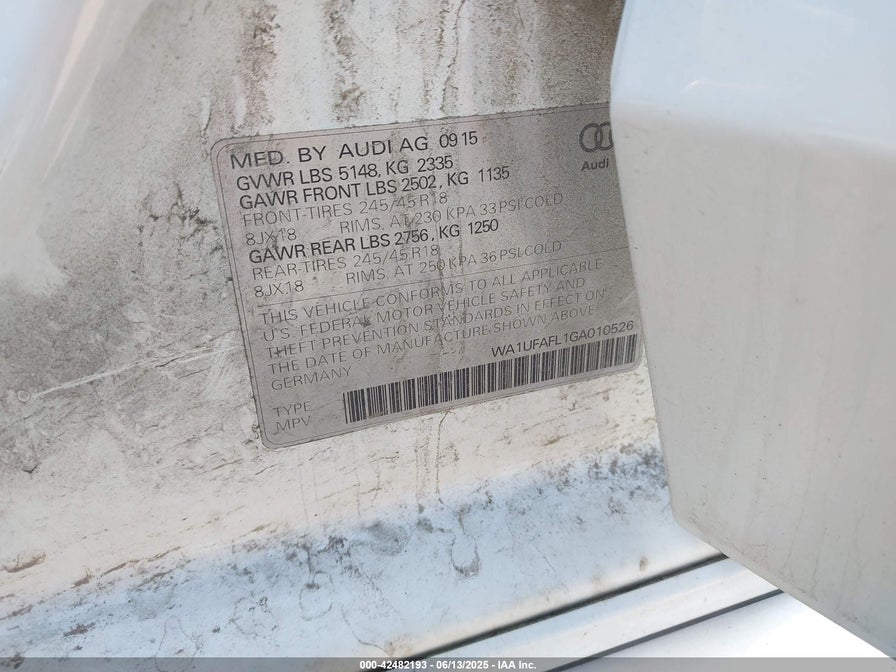 MFD. BY AUDI AG 09 15
GVWR LBS 5148, KG 2335
GAWR FRONT LBS 2502, KG 1135
FRONT-TIRES 245/45 R18
8JX18 RIMS, AT 230 KPA 33 PSI COLD
GAWR REAR LBS 2756, KG 1250
REAR-TIRES 245/45 R18
8JX18 RIMS, AT 250 KPA 36 PSI-COLD
Audi
THIS VEHICLE CONFORMS TO ALL APPLICABLE
U.S. FEDERAL MOTOR VEHICLE SAFETY AND
THEFT PREVENTION STANDARDS IN EFFECT ON
THE DATE OF MANUFACTURE SHOWN ABOVE.
GERMANY
WA1UFAFL1GA010526
TYPE
MPV
000-42482193 - 06/13/2025 - IAA Inc.